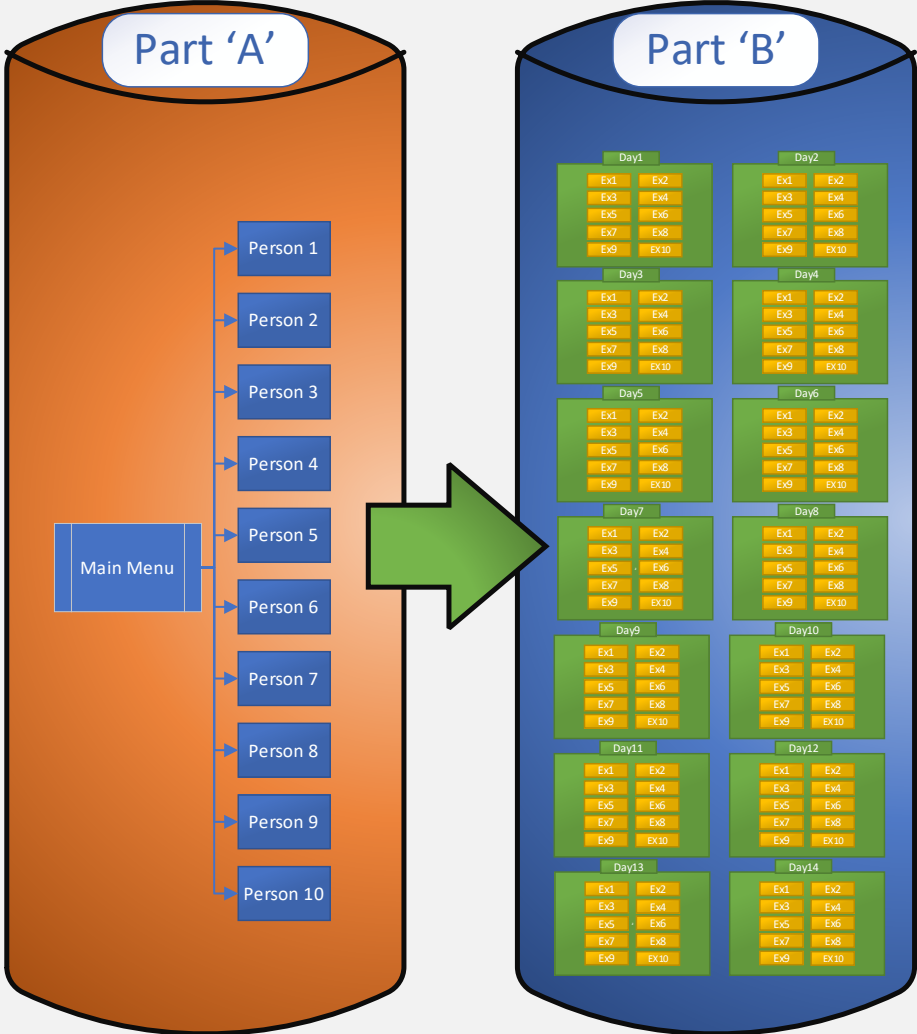 Part ‘A’
Main Menu
Person 1
Person 2
Person 3
Person 4
Person 5
Person 6
Person 7
Person 8
Person 9
Person 10
Part ‘B’
Day1
Ex1 Ex2
Ex3 Ex4
Ex5 Ex6
Ex7 Ex8
Ex9 EX10
Day2
Ex1 Ex2
Ex3 Ex4
Ex5 Ex6
Ex7 Ex8
Ex9 EX10
Day3
Ex1 Ex2
Ex3 Ex4
Ex5 Ex6
Ex7 Ex8
Ex9 EX10
Day4
Ex1 Ex2
Ex3 Ex4
Ex5 Ex6
Ex7 Ex8
Ex9 EX10
Day5
Ex1 Ex2
Ex3 Ex4
Ex5 Ex6
Ex7 Ex8
Ex9 EX10
Day6
Ex1 Ex2
Ex3 Ex4
Ex5 Ex6
Ex7 Ex8
Ex9 EX10
Day7
Ex1 Ex2
Ex3 Ex4
Ex5 Ex6
Ex7 Ex8
Ex9 EX10
Day8
Ex1 Ex2
Ex3 Ex4
Ex5 Ex6
Ex7 Ex8
Ex9 EX10
Day9
Ex1 Ex2
Ex3 Ex4
Ex5 Ex6
Ex7 Ex8
Ex9 EX10
Day10
Ex1 Ex2
Ex3 Ex4
Ex5 Ex6
Ex7 Ex8
Ex9 EX10
Day11
Ex1 Ex2
Ex3 Ex4
Ex5 Ex6
Ex7 Ex8
Ex9 EX10
Day12
Ex1 Ex2
Ex3 Ex4
Ex5 Ex6
Ex7 Ex8
Ex9 EX10
Day13
Ex1 Ex2
Ex3 Ex4
Ex5 Ex6
Ex7 Ex8
Ex9 EX10
Day14
Ex1 Ex2
Ex3 Ex4
Ex5 Ex6
Ex7 Ex8
Ex9 EX10